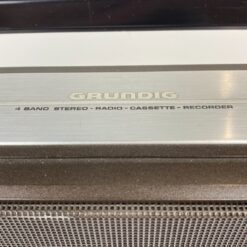 GRUNDIG
4 BAND STEREO - RADIO - CASSETTE - RECORDER